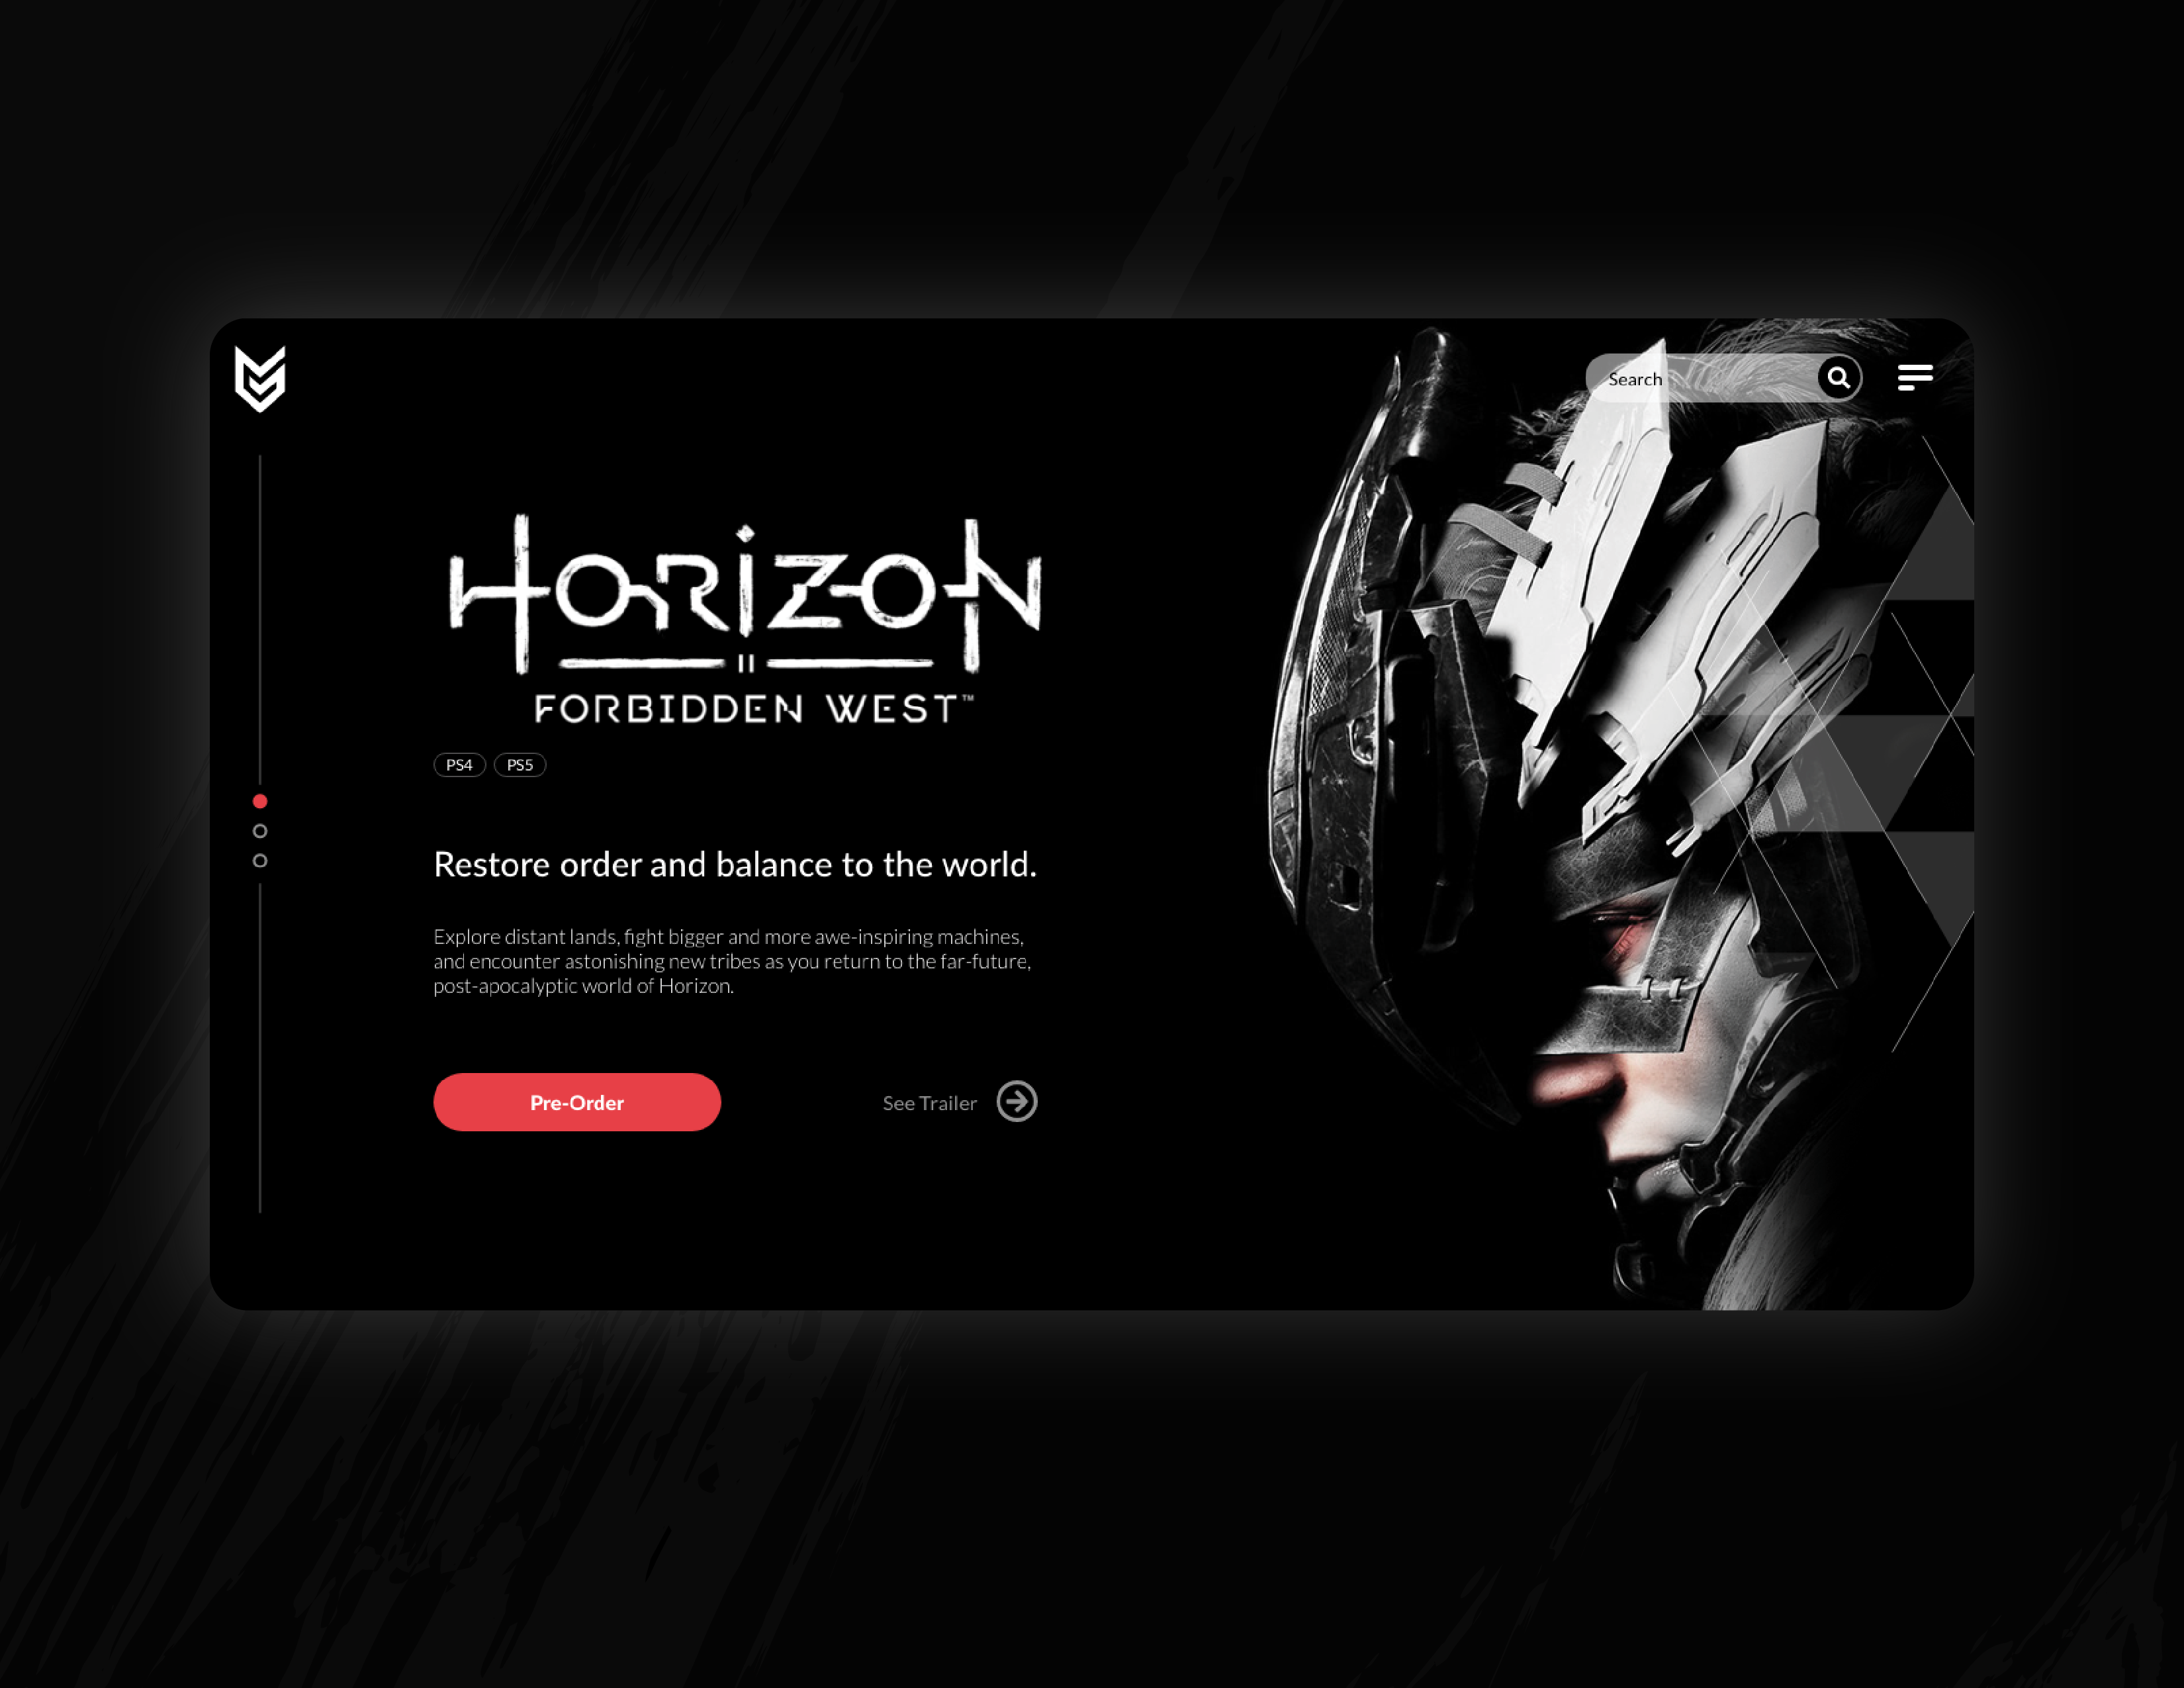 Search
HORIZON
II
FORBIDDEN WEST™
PS4 PS5
Restore order and balance to the world.
Explore distant lands, fight bigger and more awe-inspiring machines,
and encounter astonishing new tribes as you return to the far-future,
post-apocalyptic world of Horizon.
Pre-Order See Trailer